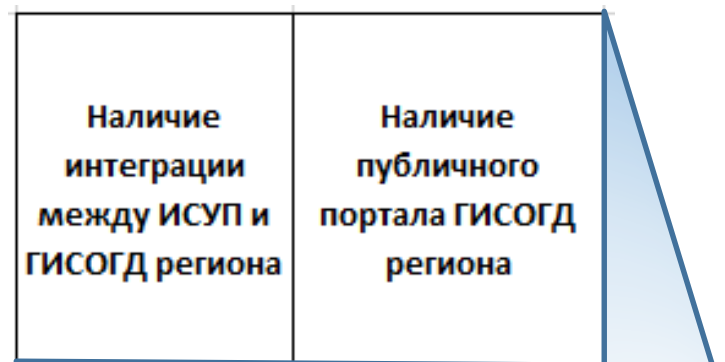 Наличие
интеграции
между ИСУП и
ГИСОГД региона
Наличие
публичного
портала ГИСОГД
региона